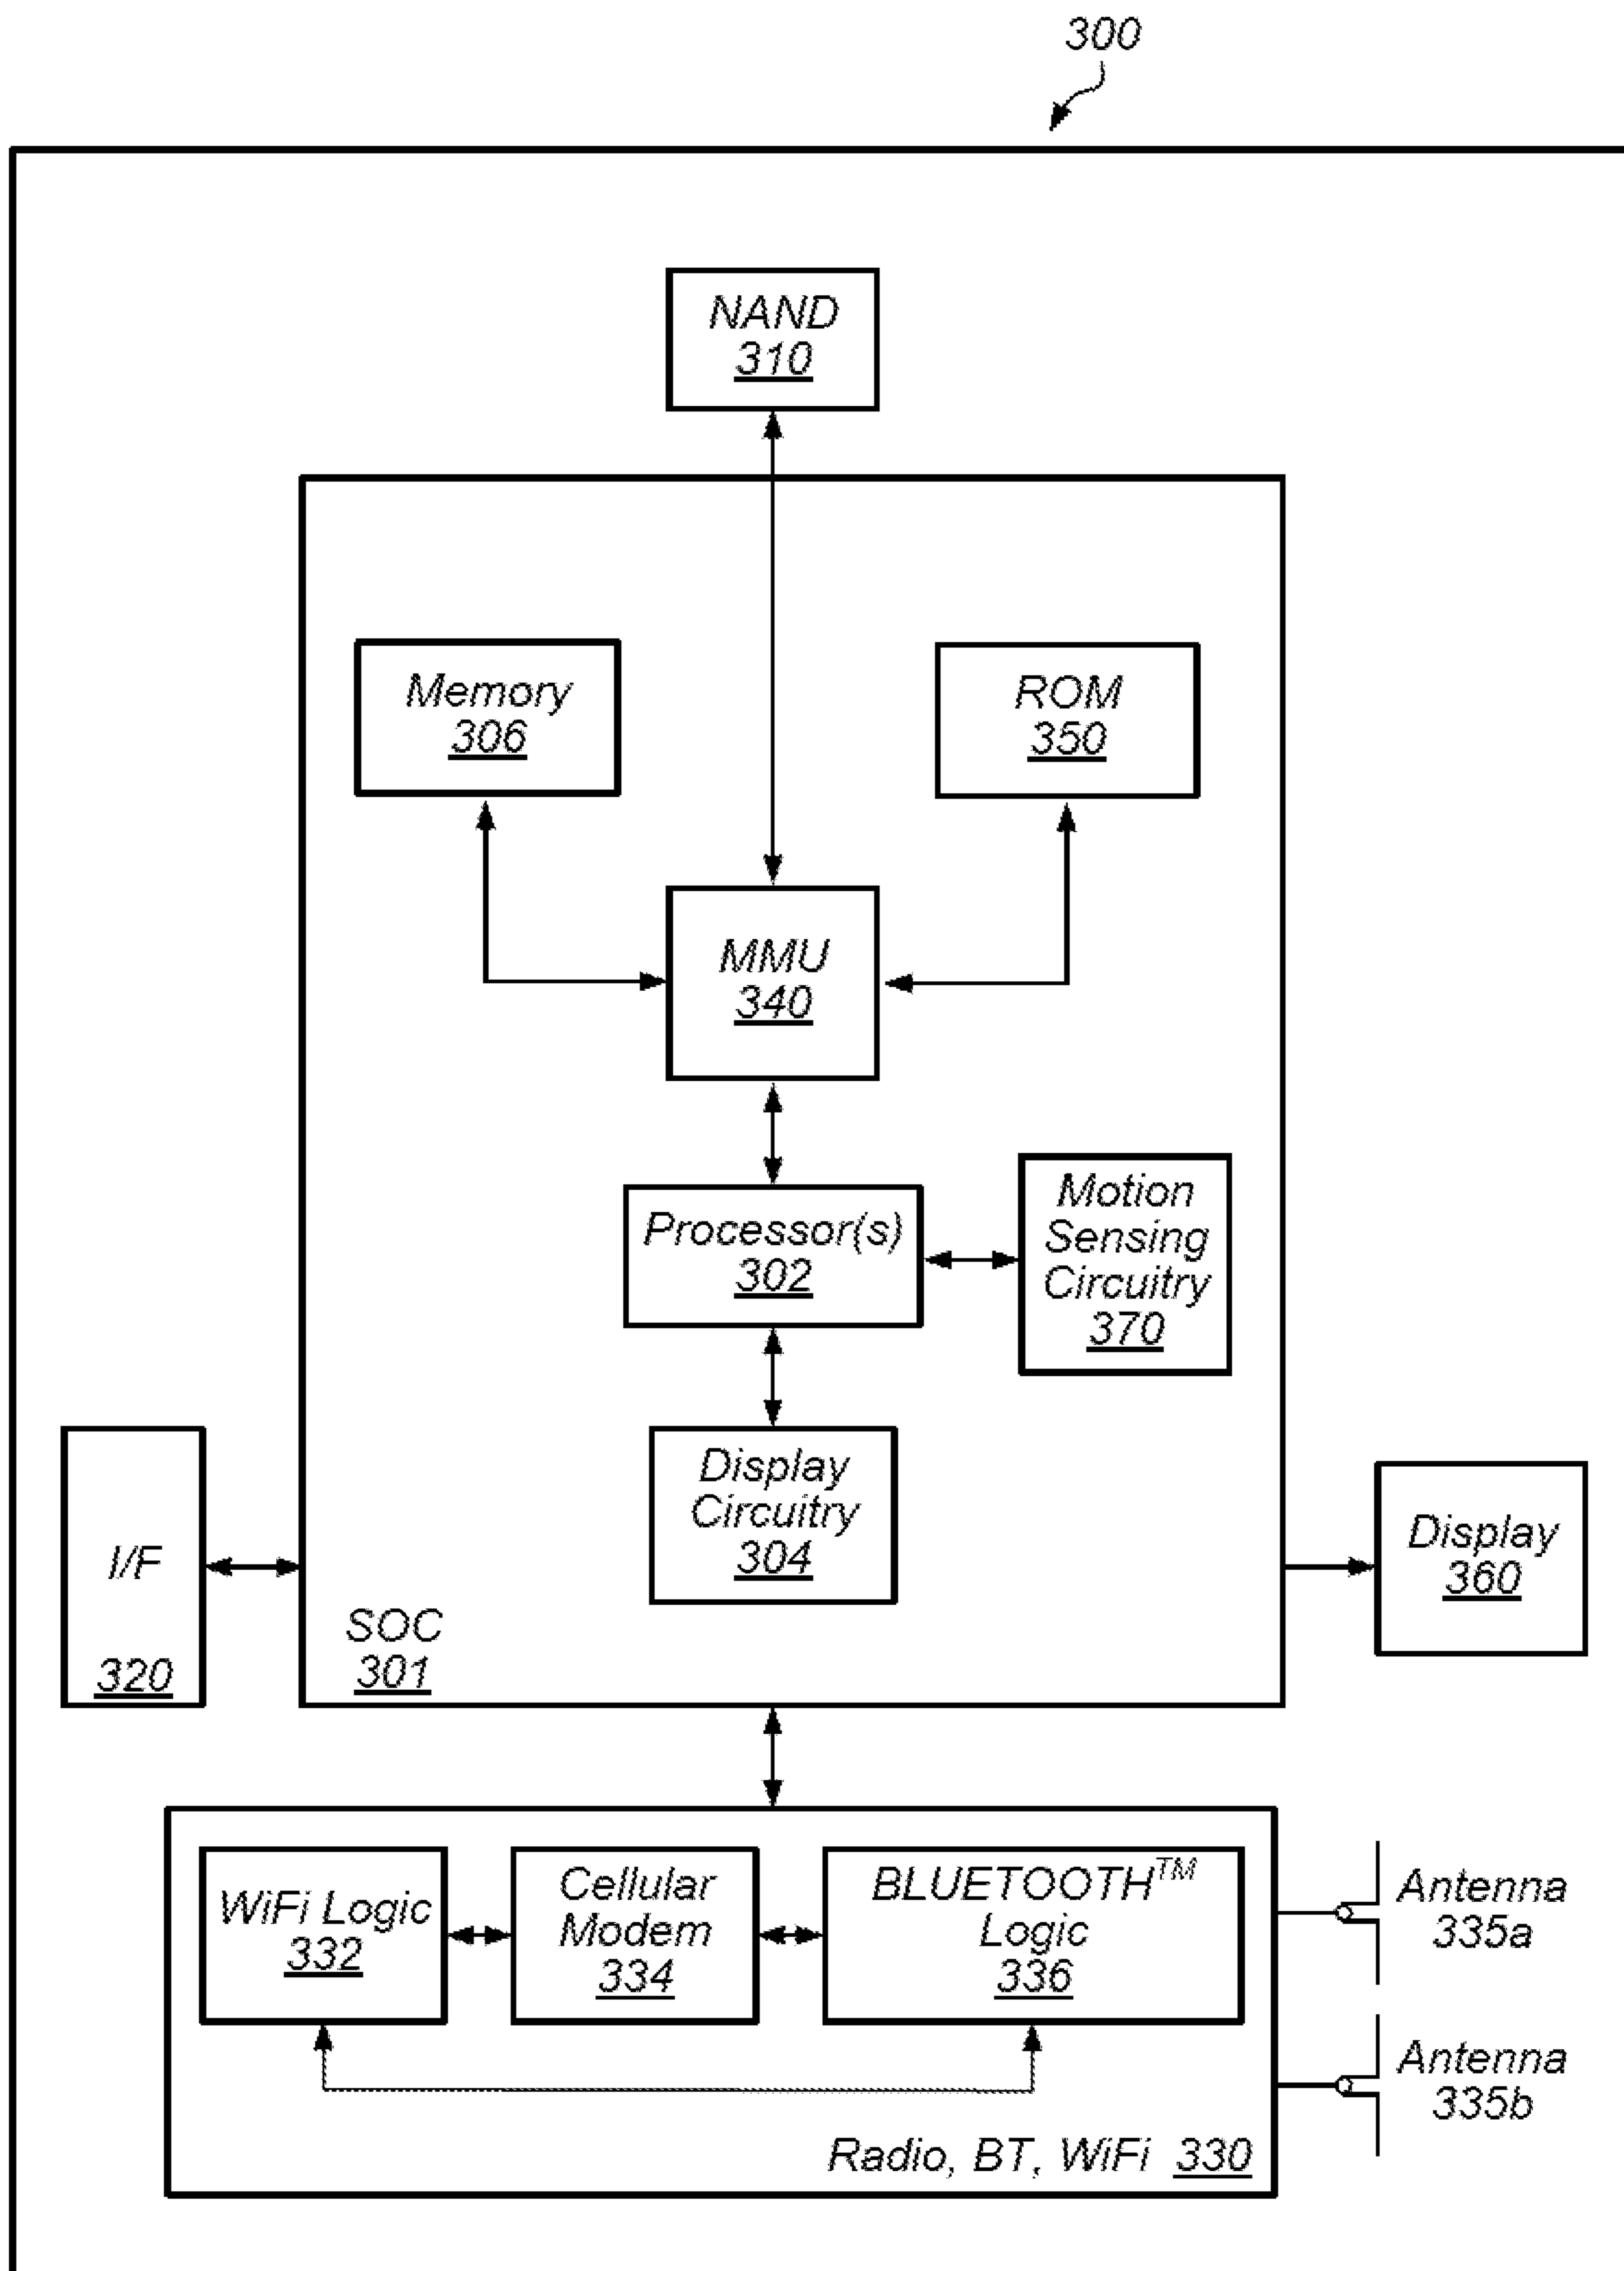 300
NAND
310
Memory
306
ROM
350
MMU
340
Processor(s)
302
Motion
Sensing
Circuitry
370
Display
Circuitry
304
I/F
320
SOC
301
Display
360
WiFi Logic
332
Cellular
Modem
334
BLUETOOTH™
Logic
336
Antenna
335a
Antenna
335b
Radio, BT, WiFi 330